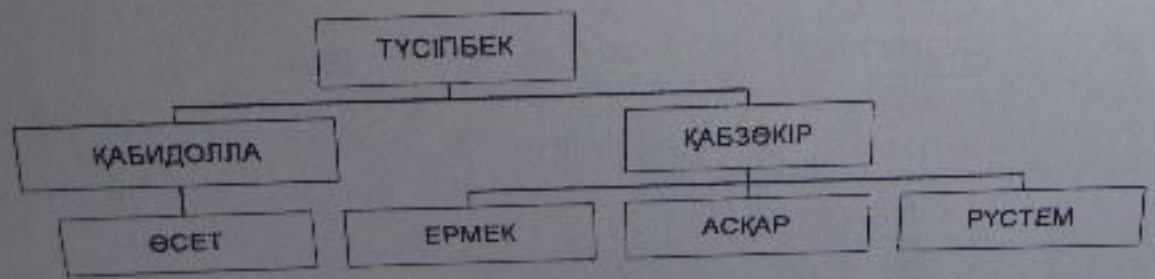 ТҮСІПБЕК
ҚАБИДОЛЛА
ҚАБЗӨКІР
ӨСЕТ
ЕРМЕК
АСҚАР
РҮСТЕМ